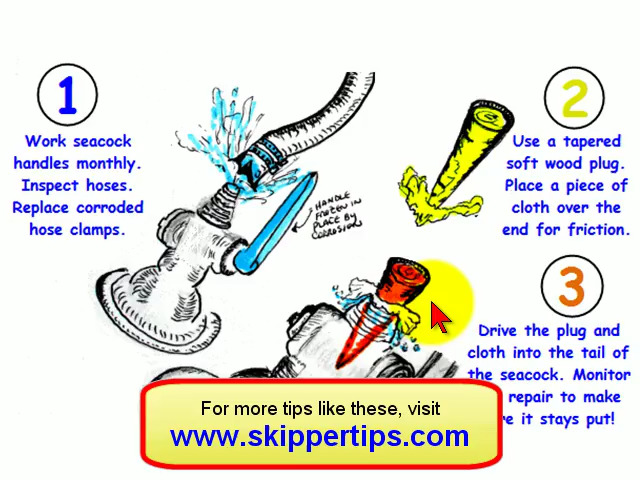 1
Work seacock
handles monthly.
Inspect hoses.
Replace corroded
hose clamps.
HANDLE
FROZEN IN
PLACE BY
CORROSION
2
Use a tapered
soft wood plug.
Place a piece of
cloth over the
end for friction.
3
Drive the plug and
cloth into the tail of
the seacock. Monitor
repair to make
it stays put!
For more tips like these, visit
www.skippertips.com